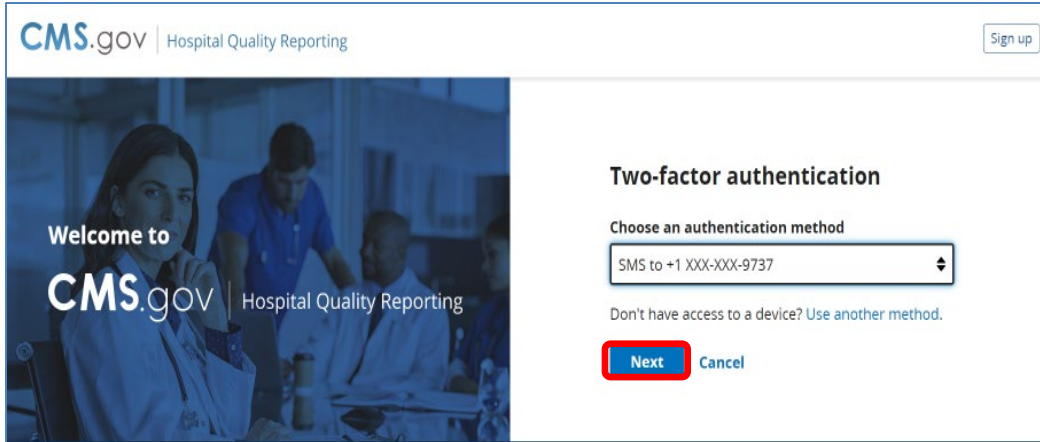 CMS.gov | Hospital Quality Reporting
Sign up
Welcome to
CMS.gov | Hospital Quality Reporting
Two-factor authentication
Choose an authentication method
SMS to +1 XXX-XXX-9737
Don't have access to a device? Use another method.
Next Cancel